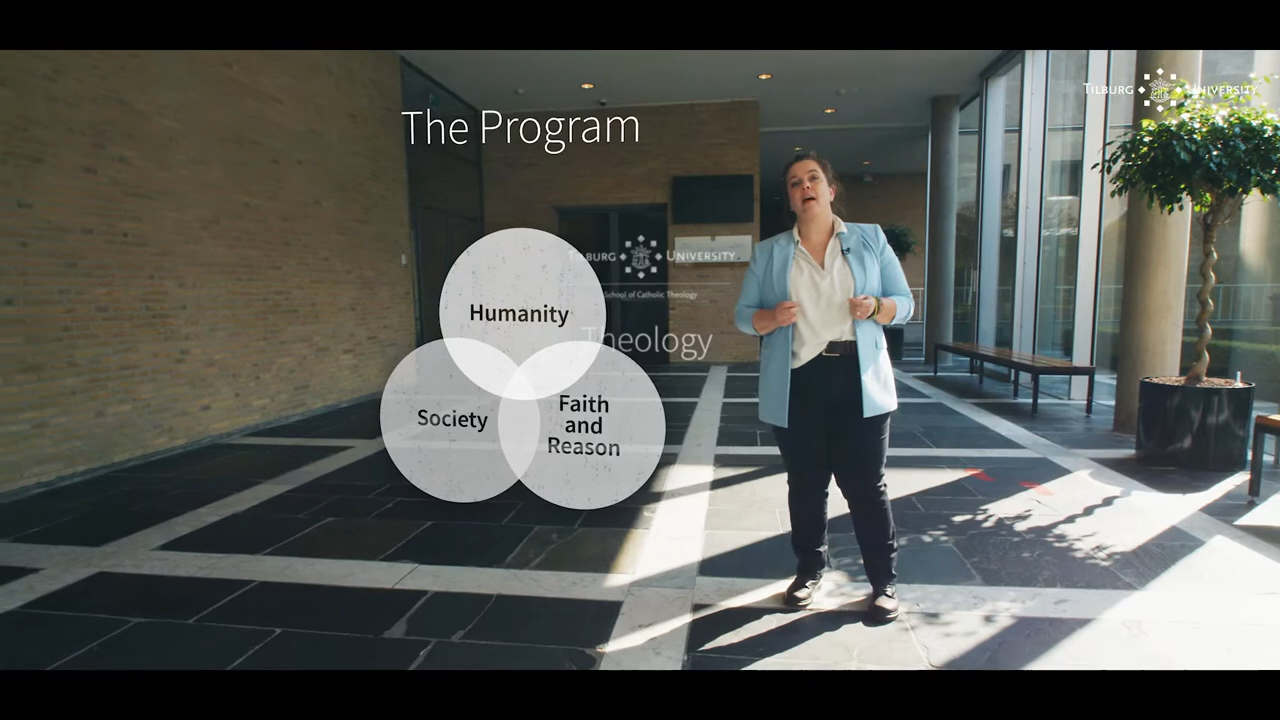 The Program
TILBURG UNIVERSITY
TILBURG UNIVERSITY
School of Catholic Theology
Humanity
Theology
Society
Faith
and
Reason